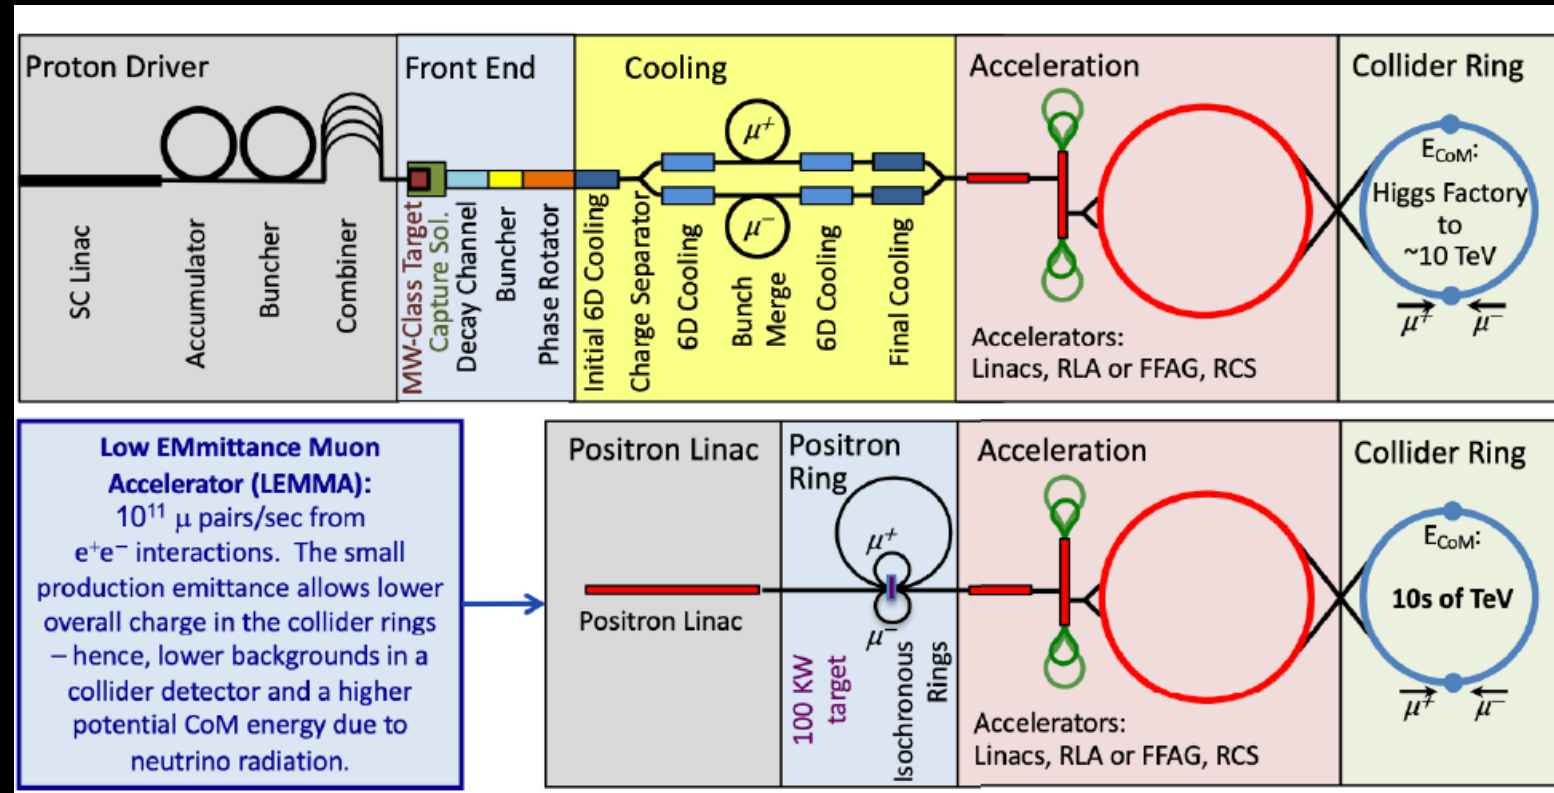 Proton Driver
Front End
Cooling
Acceleration
Collider Ring
SC Linac
Accumulator
Buncher
Combiner
MW-Class Target
Capture Sol.
Decay Channel
Buncher
Phase Rotator
Initial 6D Cooling
Charge Separator
6D Cooling
μ+
μ−
Bunch
Merge
6D Cooling
Final Cooling
Accelerators:
Linacs, RLA or FFAG, RCS
ECoM:
Higgs Factory
to
~10 TeV
μ+ μ−
Low EMmittance Muon
Accelerator (LEMMA):
10¹¹ μ pairs/sec from
e⁺e⁻ interactions. The small
production emittance allows lower
overall charge in the collider rings
– hence, lower backgrounds in a
collider detector and a higher
potential CoM energy due to
neutrino radiation.
Positron Linac
Positron
Ring
Acceleration
Collider Ring
Positron Linac
μ+
μ−
100 KW
target
Isochronous
Rings
Accelerators:
Linacs, RLA or FFAG, RCS
ECoM:
10s of TeV
μ+ μ−